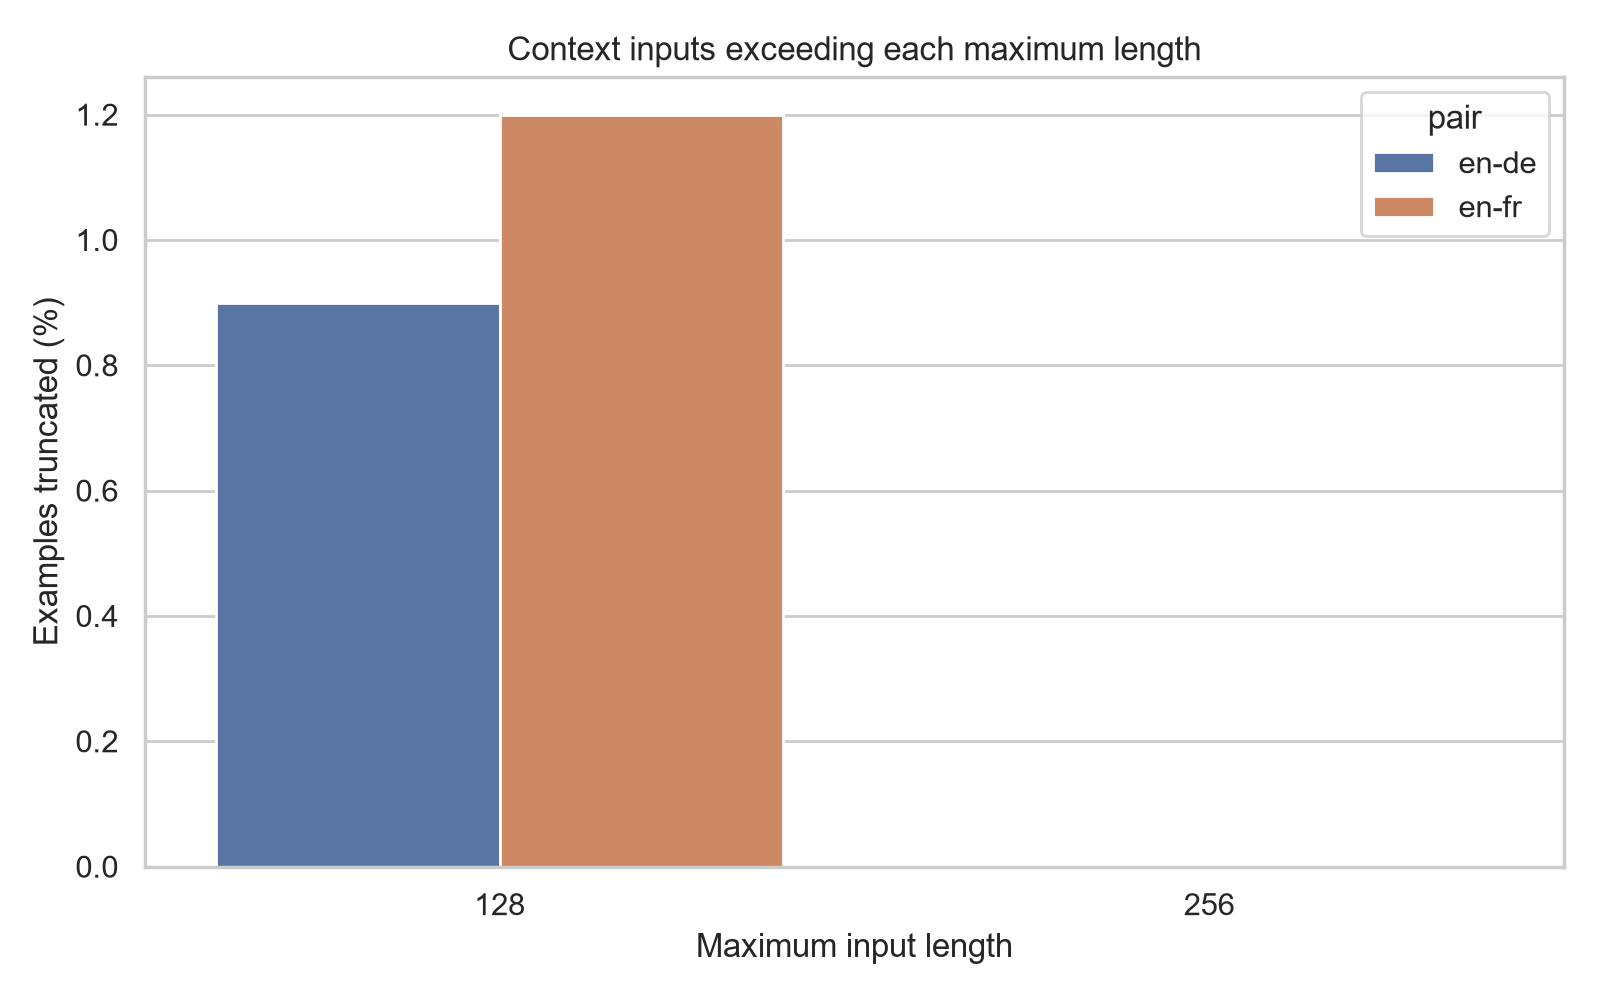 Context inputs exceeding each maximum length
pair
en-de
en-fr
Examples truncated (%)
1.2
1.0
0.8
0.6
0.4
0.2
0.0
128
256
Maximum input length